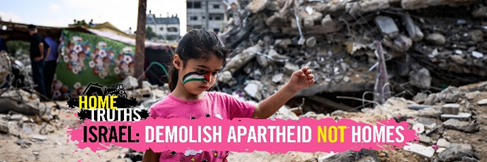 HOME
TRUTHS
ISRAEL: DEMOLISH APARTHEID NOT HOMES